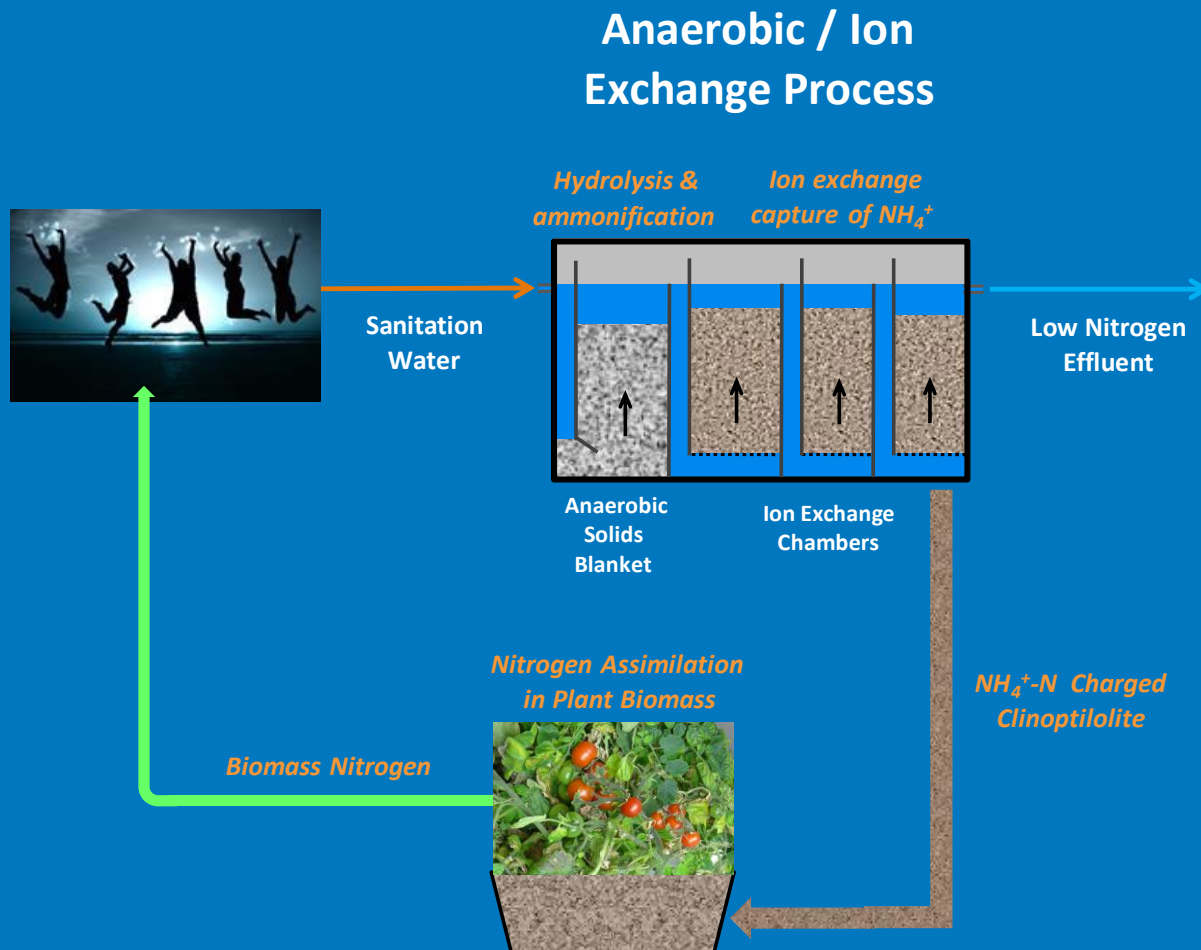 Anaerobic / Ion
Exchange Process
Hydrolysis &
ammonification
Ion exchange
capture of NH₄⁺
Sanitation
Water
Low Nitrogen
Effluent
Anaerobic
Solids
Blanket
Ion Exchange
Chambers
Nitrogen Assimilation
in Plant Biomass
NH₄⁺-N Charged
Clinoptilolite
Biomass Nitrogen